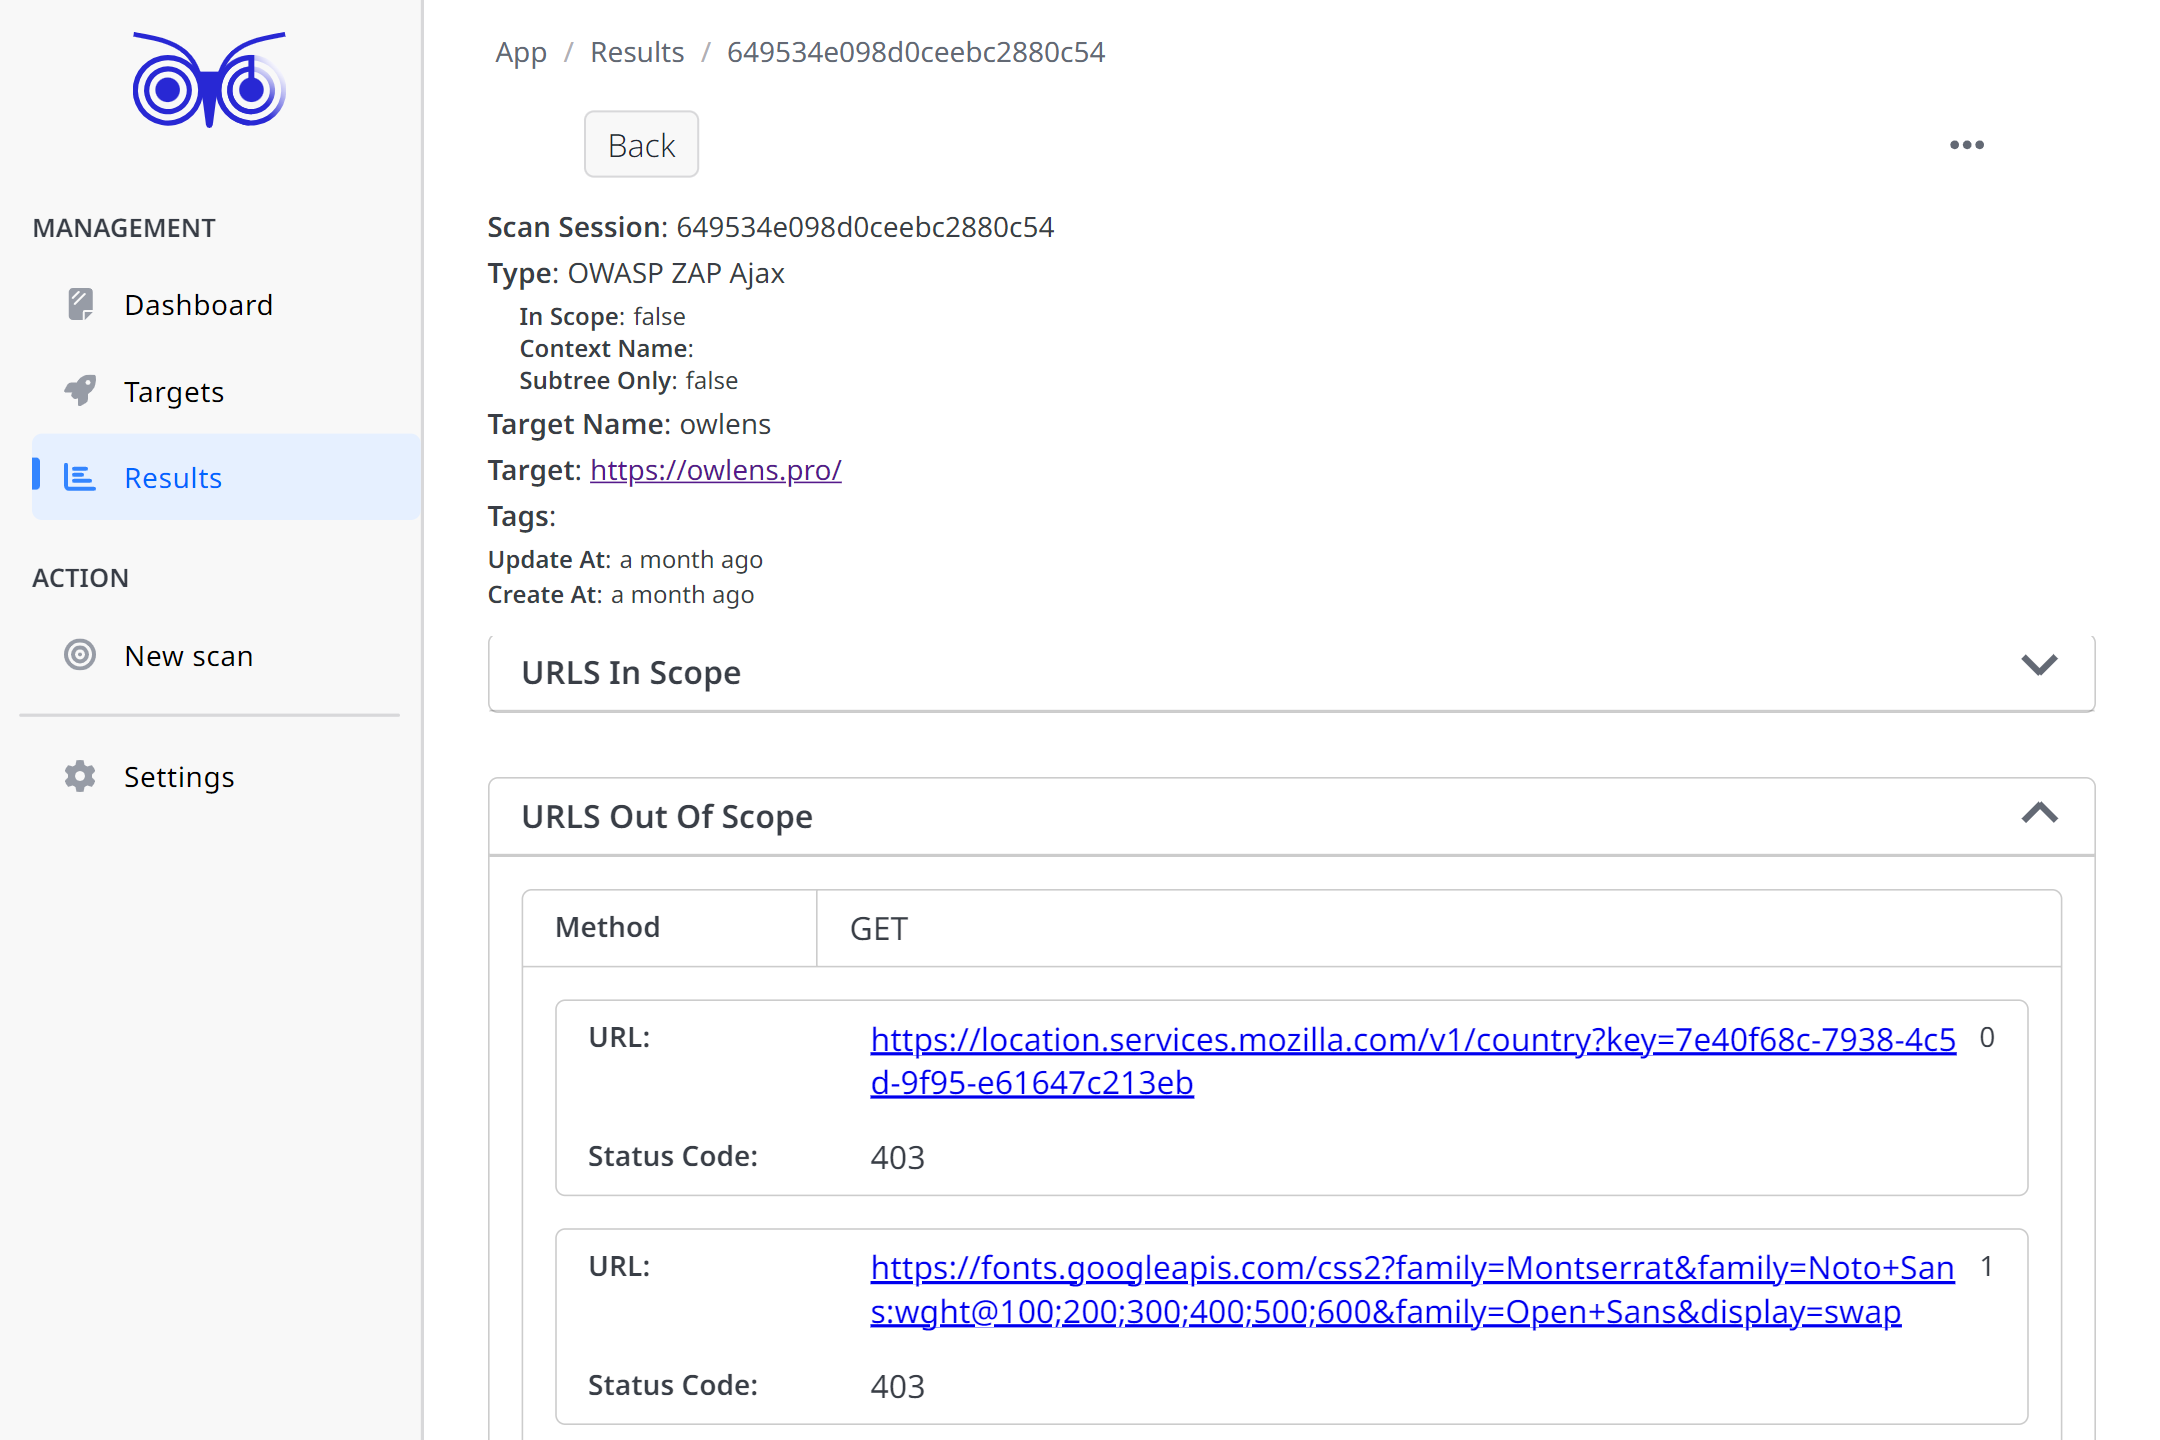 App / Results / 649534e098d0ceebc2880c54
Back
MANAGEMENT
Dashboard
Targets
Results
ACTION
New scan
Settings
Scan Session: 649534e098d0ceebc2880c54
Type: OWASP ZAP Ajax
In Scope: false
Context Name:
Subtree Only: false
Target Name: owlens
Target: https://owlens.pro/
Tags:
Update At: a month ago
Create At: a month ago
URLS In Scope
URLS Out Of Scope
Method GET
URL: https://location.services.mozilla.com/v1/country?key=7e40f68c-7938-4c5 0
d-9f95-e61647c213eb
Status Code: 403
URL: https://fonts.googleapis.com/css2?family=Montserrat&family=Noto+San 1
s:wght@100;200;300;400;500;600&family=Open+Sans&display=swap
Status Code: 403